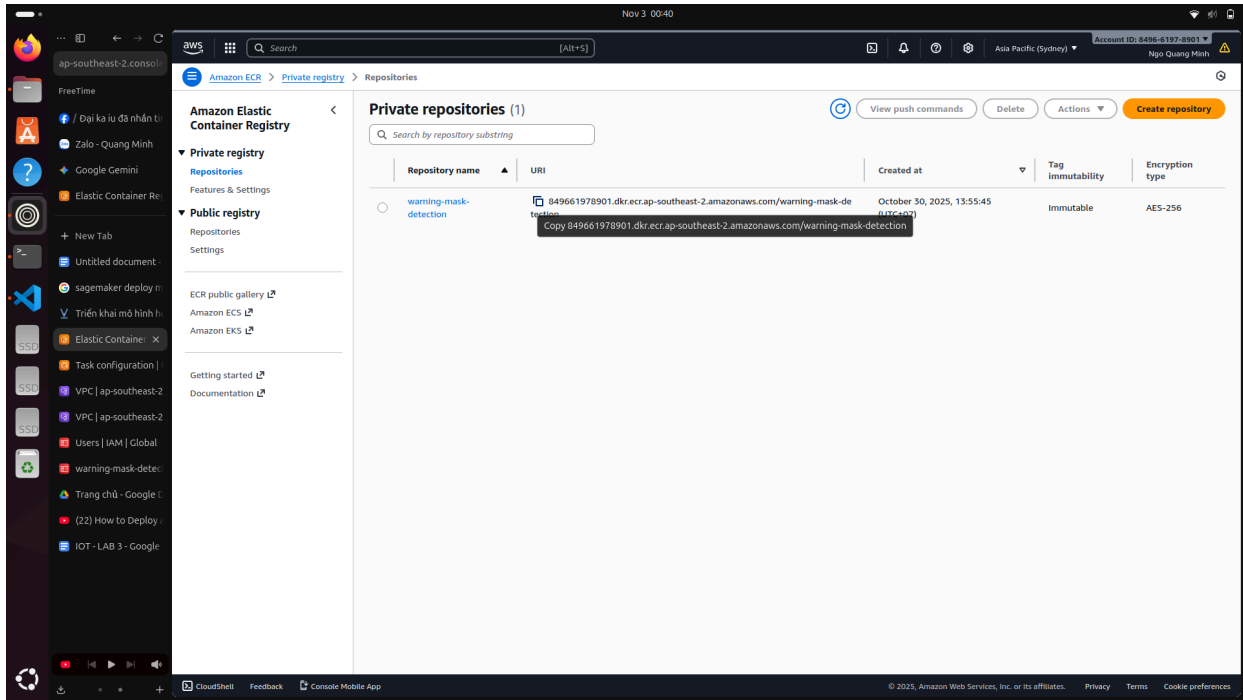 Nov 3 00:40
ap-southeast-2.console
FreeTime
/ Đại ka iu đã nhắn ti
Zalo - Quang Minh
Google Gemini
Elastic Container Re
New Tab
Untitled document -
sagemaker deploy m
Triển khai mô hình h
Elastic Container
Task configuration |
VPC | ap-southeast-2
VPC | ap-southeast-2
Users | IAM | Global
warning-mask-detec
Trang chủ - Google D
(22) How to Deploy a
IOT - LAB 3 - Google
SSD
SSD
SSD
aws
Search
[Alt+S]
Asia Pacific (Sydney)
Account ID: 8496-6197-8901
Ngo Quang Minh
Amazon ECR > Private registry > Repositories
Amazon Elastic
Container Registry
Private registry
Repositories
Features & Settings
Public registry
Repositories
Settings
ECR public gallery
Amazon ECS
Amazon EKS
Getting started
Documentation
Private repositories (1)
View push commands
Delete
Actions
Create repository
Search by repository substring
Repository name
URI
Created at
Tag
immutability
Encryption
type
warning-mask-
detection
849661978901.dkr.ecr.ap-southeast-2.amazonaws.com/warning-mask-de
tection
October 30, 2025, 13:55:45
(UTC+07)
Immutable
AES-256
Copy 849661978901.dkr.ecr.ap-southeast-2.amazonaws.com/warning-mask-detection
CloudShell
Feedback
Console Mobile App
© 2025, Amazon Web Services, Inc. or its affiliates.
Privacy
Terms
Cookie preferences